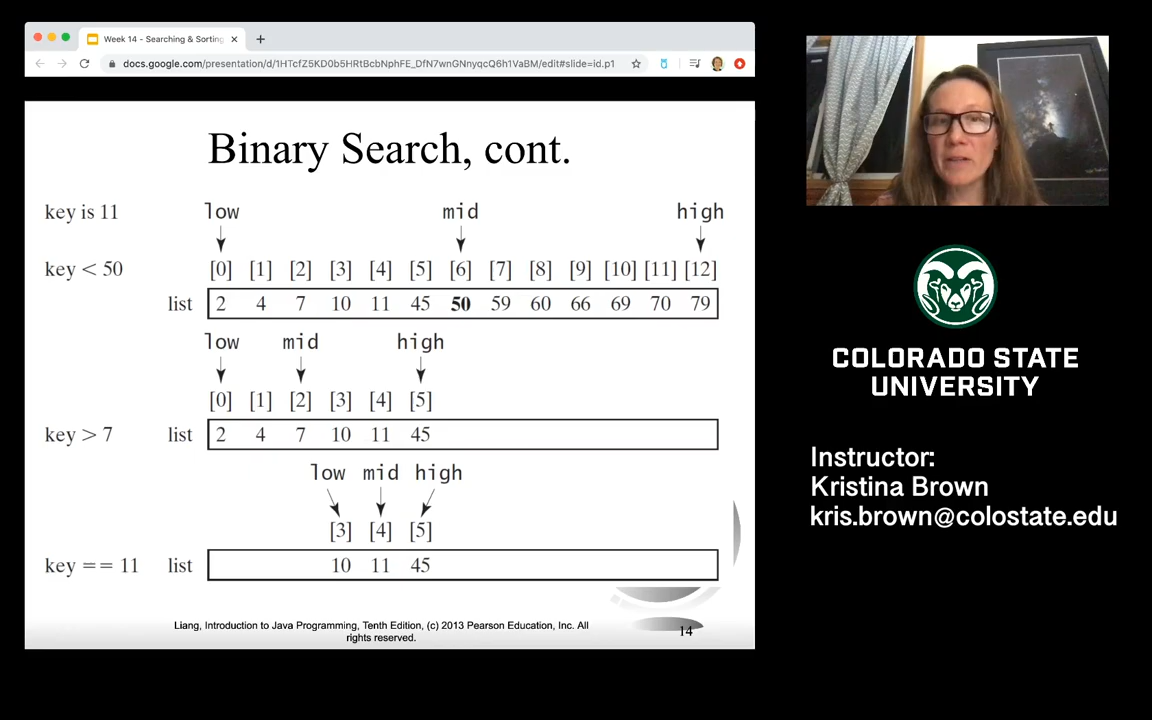 Week 14 - Searching & Sorting
docs.google.com/presentation/d/1HTcfZ5KD0b5HRtBcbNphFE_DfN7wnGNnyqcQ6h1VaBM/edit#slide=id.p1
Binary Search, cont.
key is 11 low mid high
key < 50 [0] [1] [2] [3] [4] [5] [6] [7] [8] [9] [10] [11] [12]
list 2 4 7 10 11 45 50 59 60 66 69 70 79
low mid high
[0] [1] [2] [3] [4] [5]
key > 7 list 2 4 7 10 11 45
low mid high
[3] [4] [5]
key == 11 list 10 11 45
Liang, Introduction to Java Programming, Tenth Edition, (c) 2013 Pearson Education, Inc. All
rights reserved.
14
COLORADO STATE
UNIVERSITY
Instructor:
Kristina Brown
kris.brown@colostate.edu